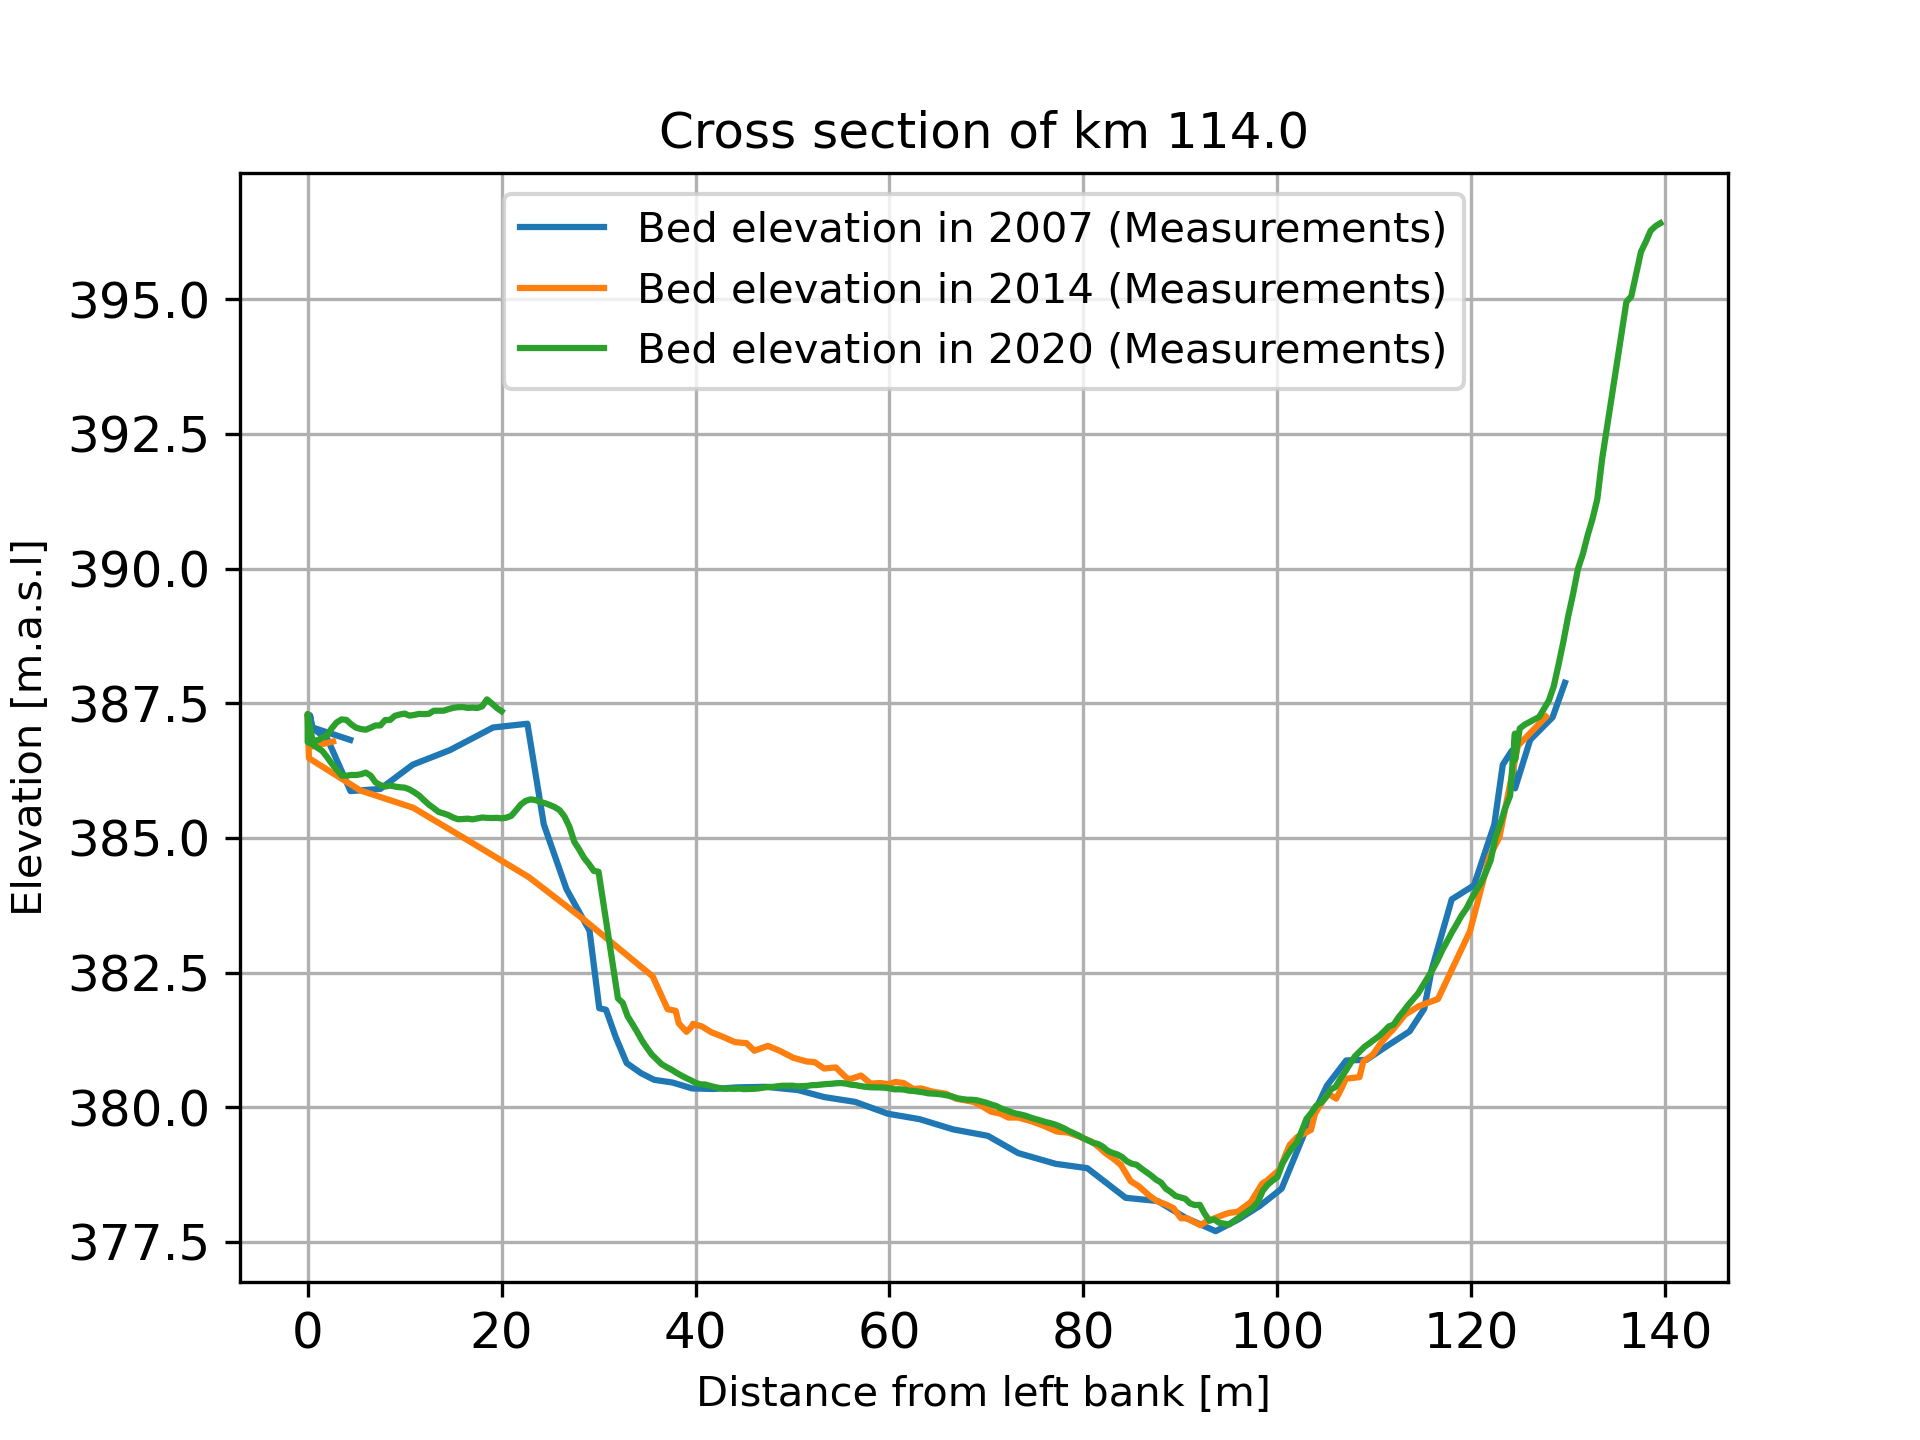 Cross section of km 114.0
Bed elevation in 2007 (Measurements)
Bed elevation in 2014 (Measurements)
Bed elevation in 2020 (Measurements)
Elevation [m.a.s.l]
395.0
392.5
390.0
387.5
385.0
382.5
380.0
377.5
0 20 40 60 80 100 120 140
Distance from left bank [m]